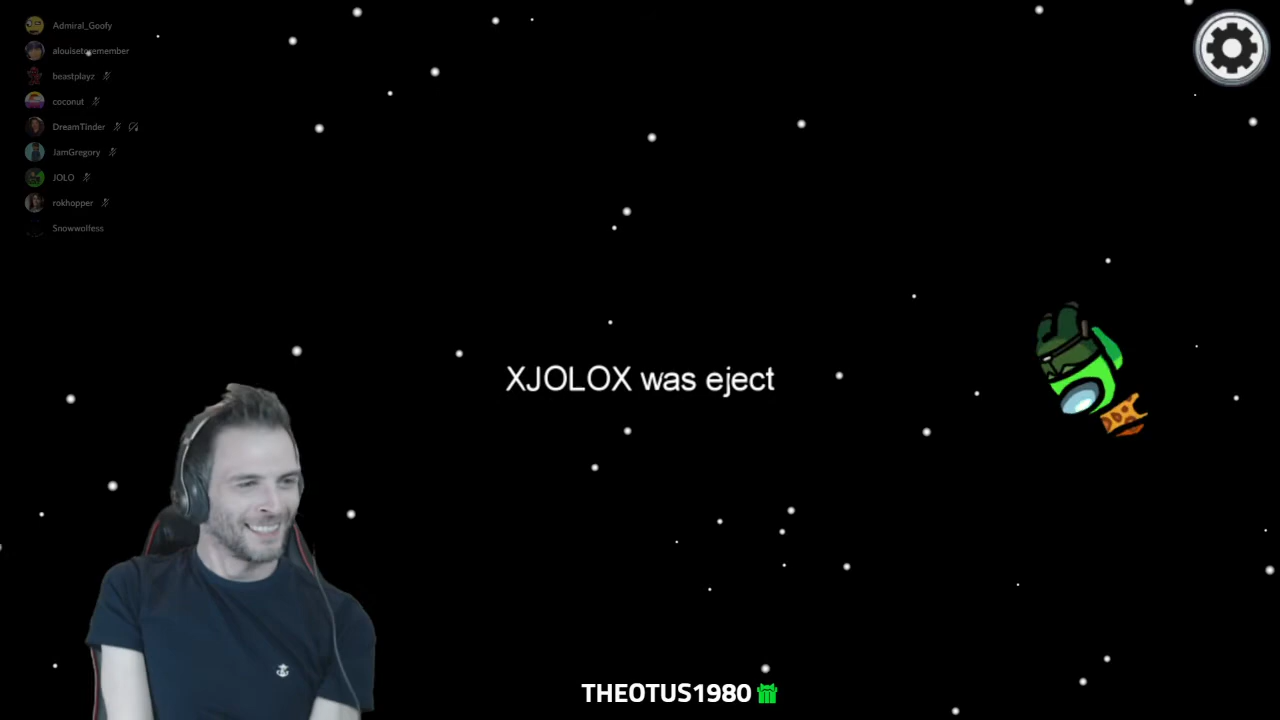 Admiral_Goofy
alouisetoremember
beastplayz
coconut
DreamTinder
JamGregory
JOLO
rokhopper
Snowwolfess
XJOLOX was eject
THEOTUS1980